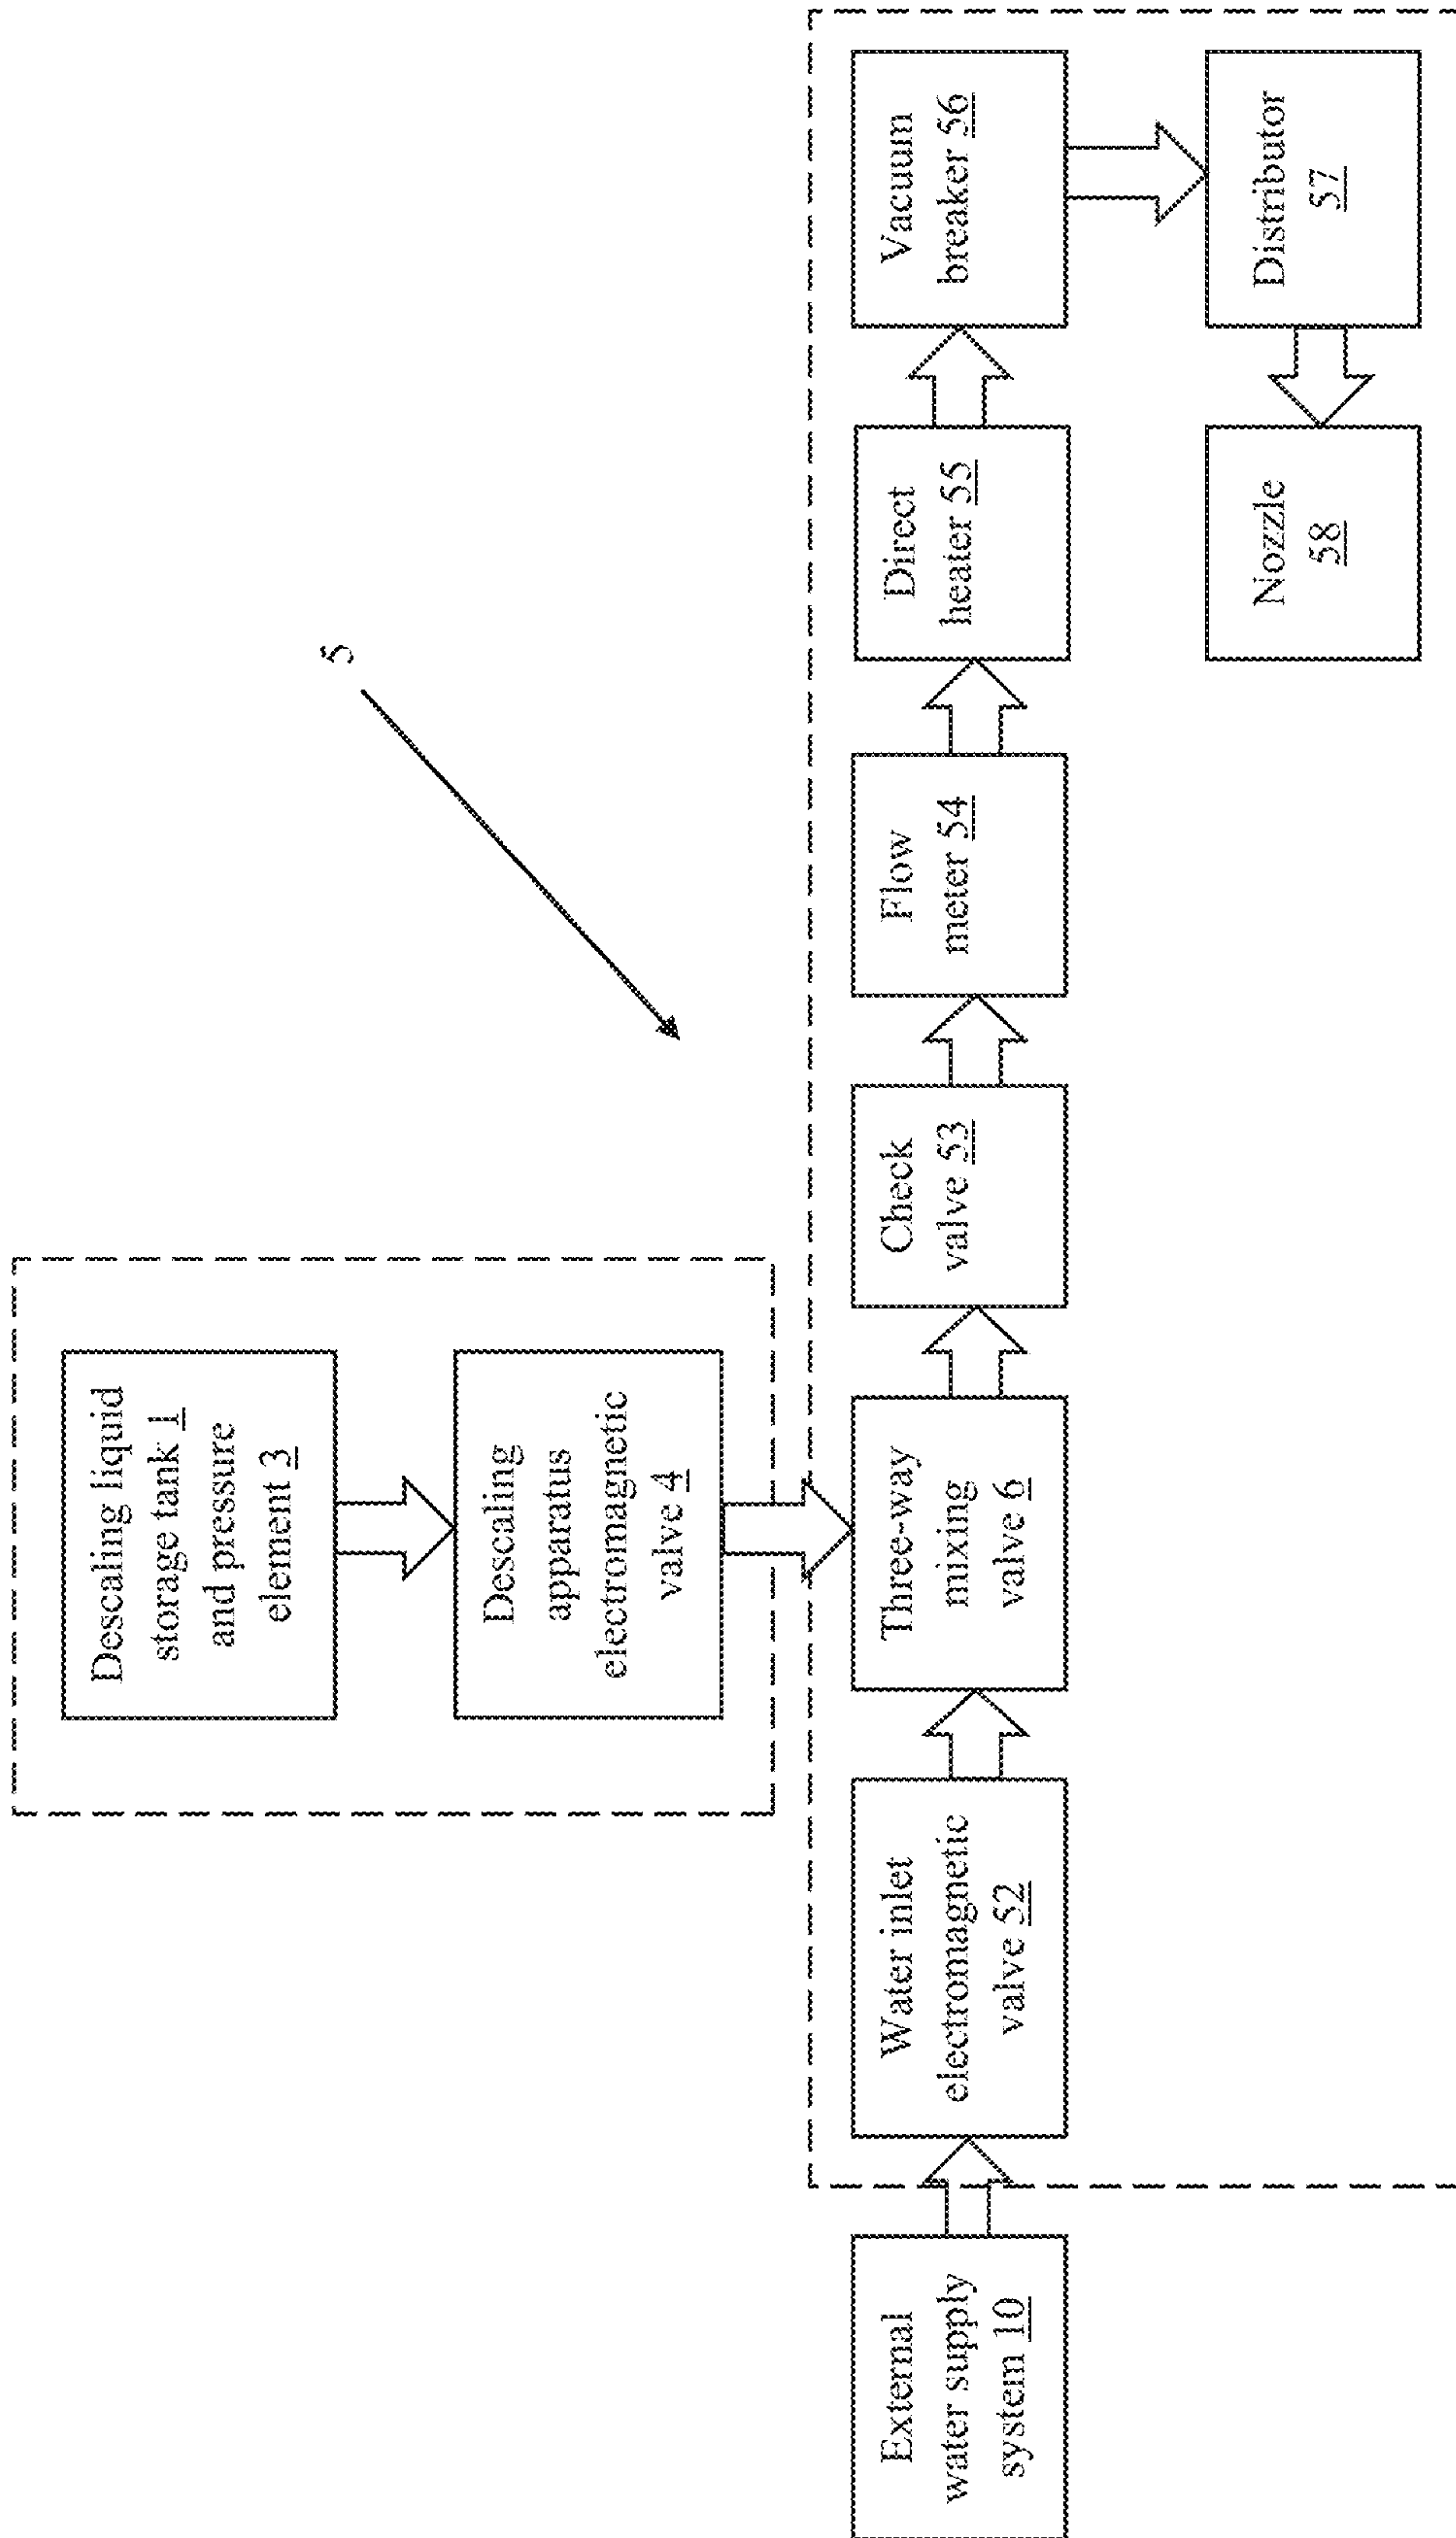 5
Descaling liquid
storage tank 1
and pressure
element 3
Descaling
apparatus
electromagnetic
valve 4
External
water supply
system 10
Water inlet
electromagnetic
valve 52
Three-way
mixing
valve 6
Check
valve 53
Flow
meter 54
Direct
heater 55
Vacuum
breaker 56
Distributor
57
Nozzle
58